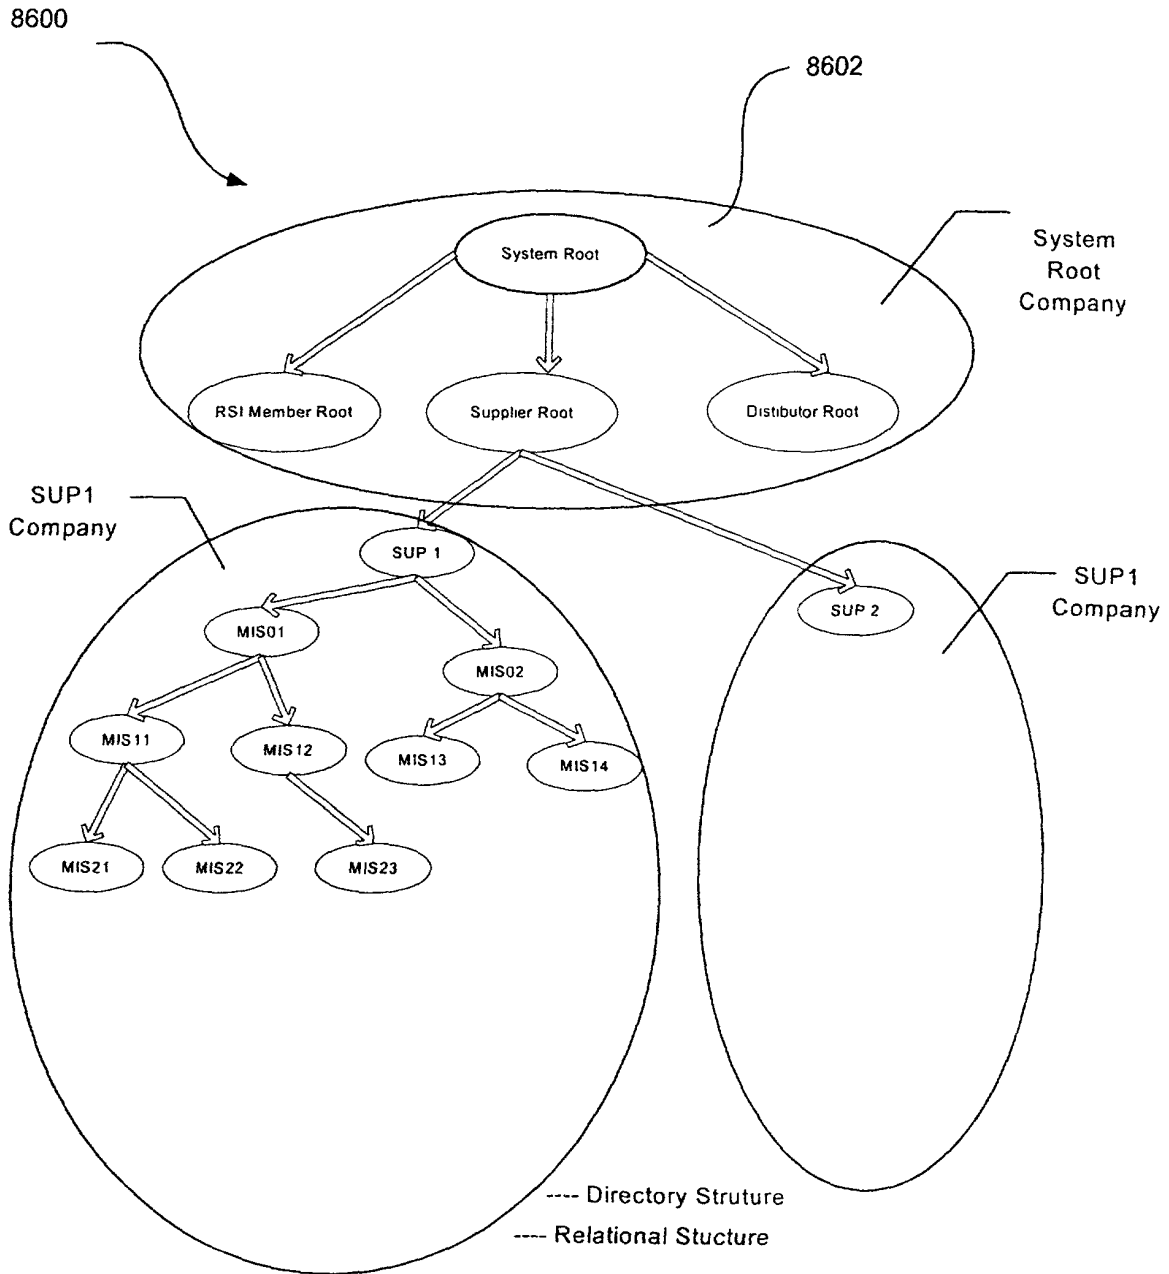 8600
8602
System Root
System
Root
Company
RSI Member Root
Supplier Root
Distibutor Root
SUP1
Company
SUP 1
SUP1
Company
SUP 2
MIS01
MIS02
MIS11
MIS12
MIS13
MIS14
MIS21
MIS22
MIS23
---- Directory Struture
---- Relational Stucture